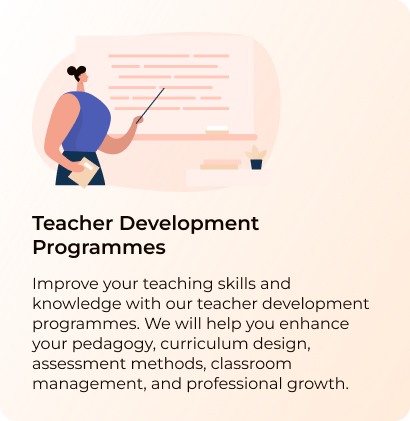 Teacher Development
Programmes
Improve your teaching skills and
knowledge with our teacher development
programmes. We will help you enhance
your pedagogy, curriculum design,
assessment methods, classroom
management, and professional growth.